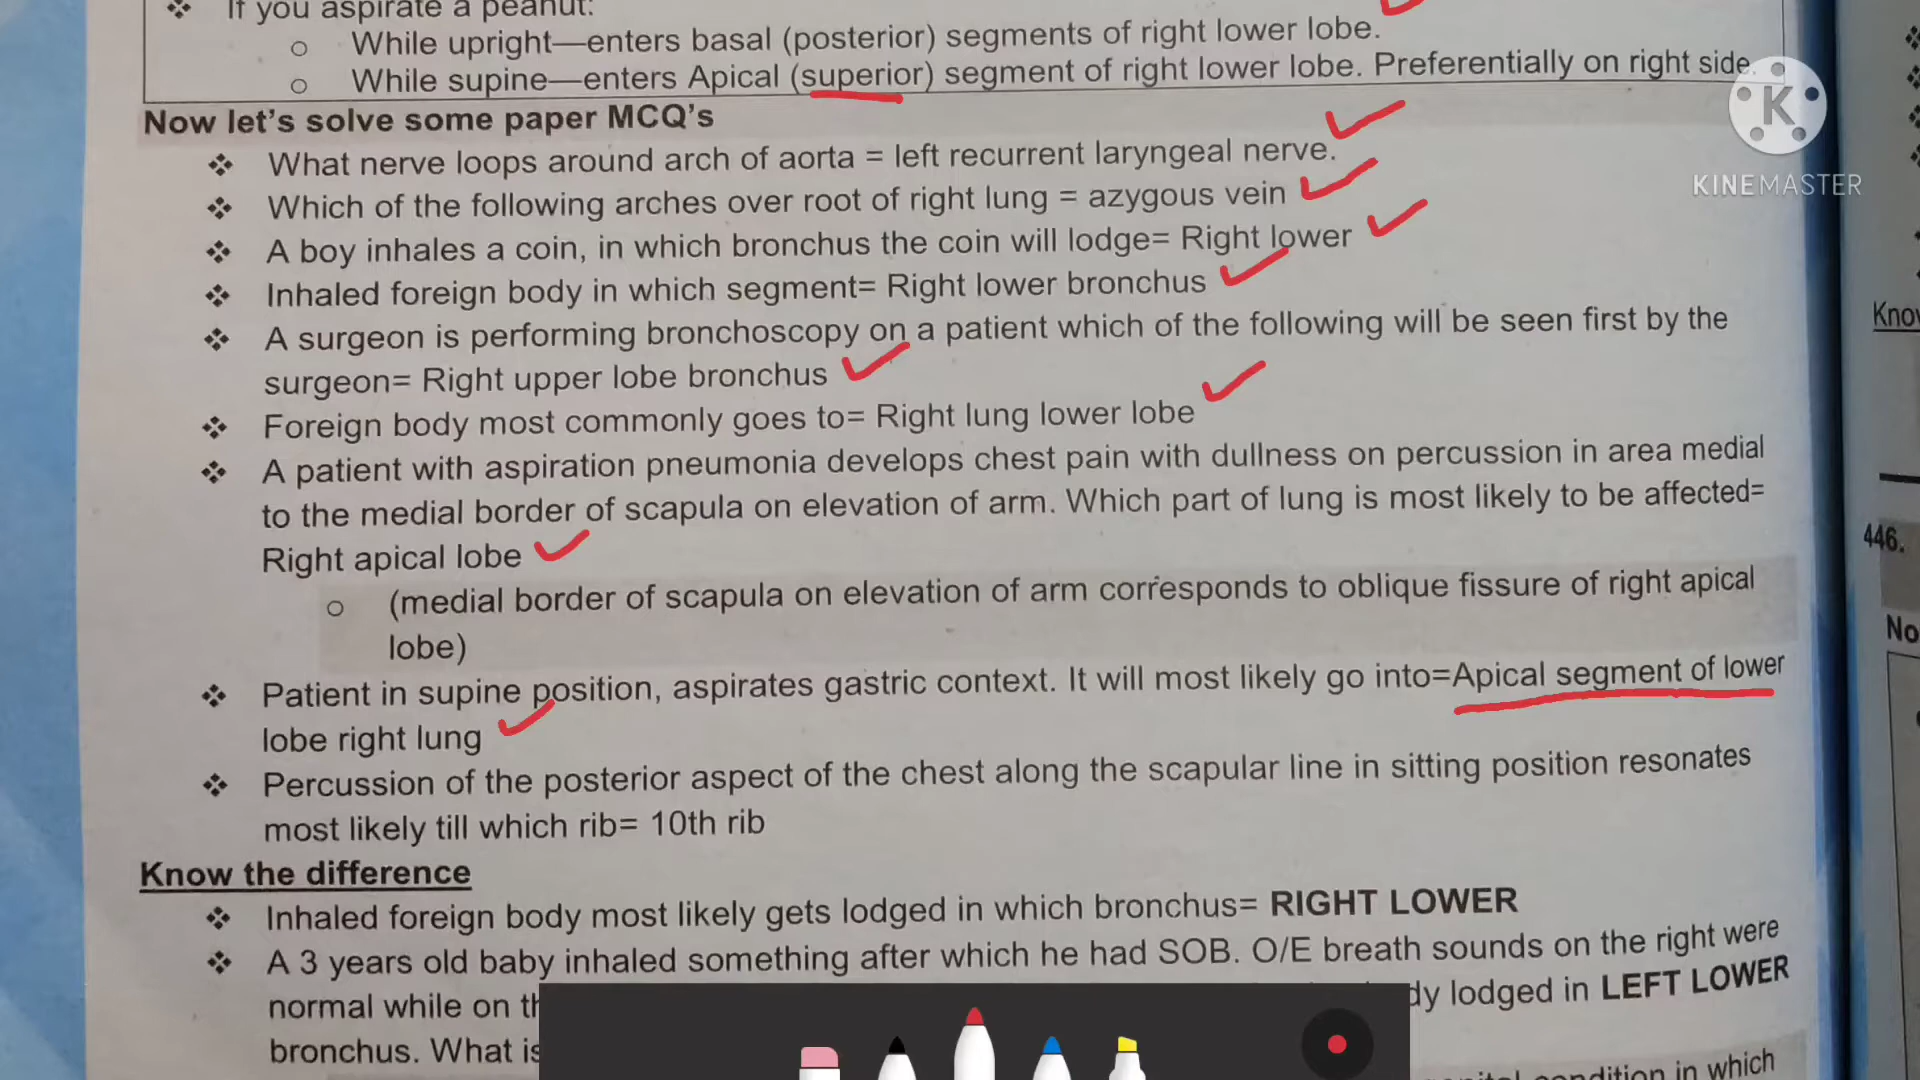 If you aspirate a peanut:
While upright—enters basal (posterior) segments of right lower lobe.
While supine—enters Apical (superior) segment of right lower lobe. Preferentially on right side.
Now let's solve some paper MCQ's
What nerve loops around arch of aorta = left recurrent laryngeal nerve.
Which of the following arches over root of right lung = azygous vein
A boy inhales a coin, in which bronchus the coin will lodge= Right lower
Inhaled foreign body in which segment= Right lower bronchus
A surgeon is performing bronchoscopy on a patient which of the following will be seen first by the
surgeon= Right upper lobe bronchus
Foreign body most commonly goes to= Right lung lower lobe
A patient with aspiration pneumonia develops chest pain with dullness on percussion in area medial
to the medial border of scapula on elevation of arm. Which part of lung is most likely to be affected=
Right apical lobe
(medial border of scapula on elevation of arm corresponds to oblique fissure of right apical
lobe)
Patient in supine position, aspirates gastric context. It will most likely go into=Apical segment of lower
lobe right lung
Percussion of the posterior aspect of the chest along the scapular line in sitting position resonates
most likely till which rib= 10th rib
Know the difference
Inhaled foreign body most likely gets lodged in which bronchus= RIGHT LOWER
A 3 years old baby inhaled something after which he had SOB. O/E breath sounds on the right were
normal while on lodged in LEFT LOWER
bronchus. What is
condition in which
K
KINEMASTER
446.
No